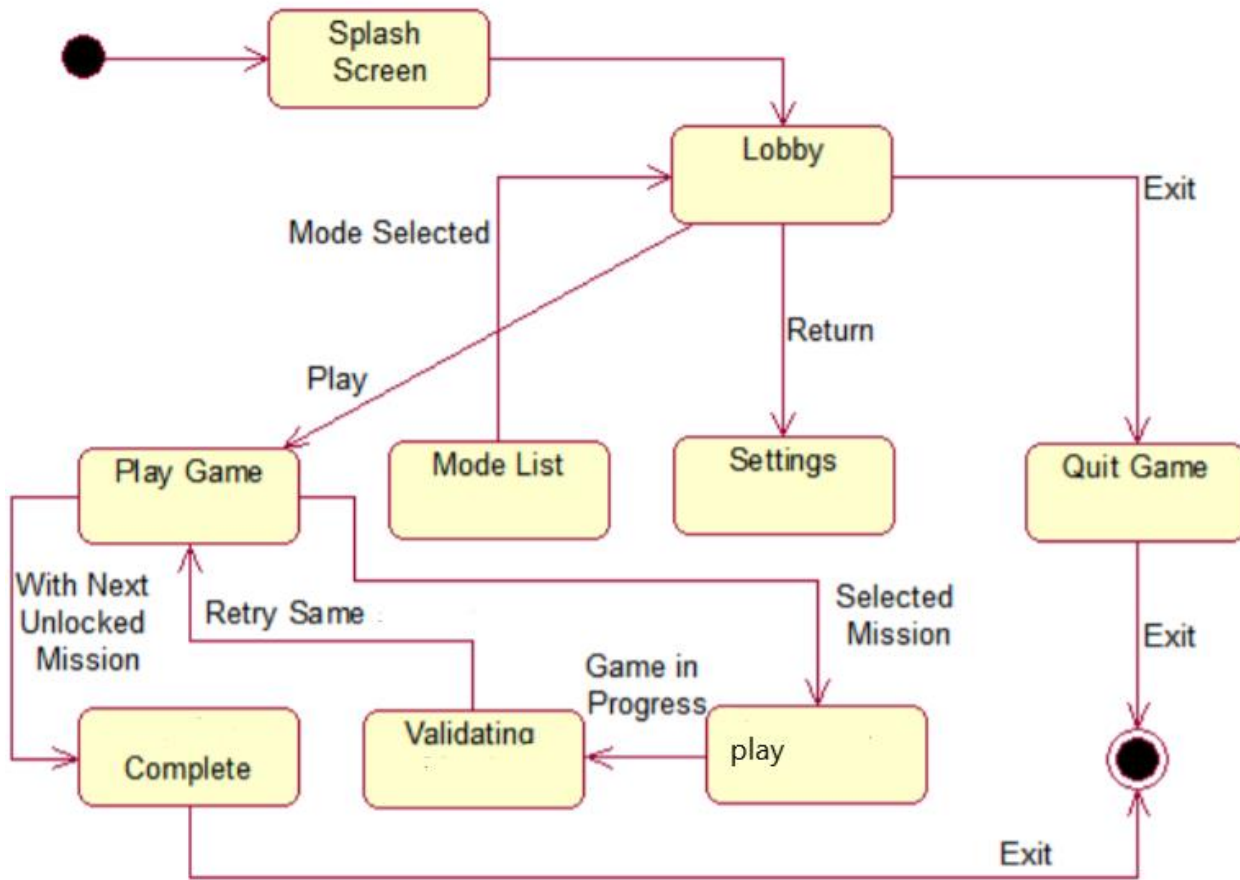 Splash
Screen
Lobby
Exit
Mode Selected
Return
Play
Play Game
Mode List
Settings
Quit Game
With Next
Unlocked
Mission
Retry Same
Selected
Mission
Exit
Game in
Progress
Complete
Validating
play
Exit